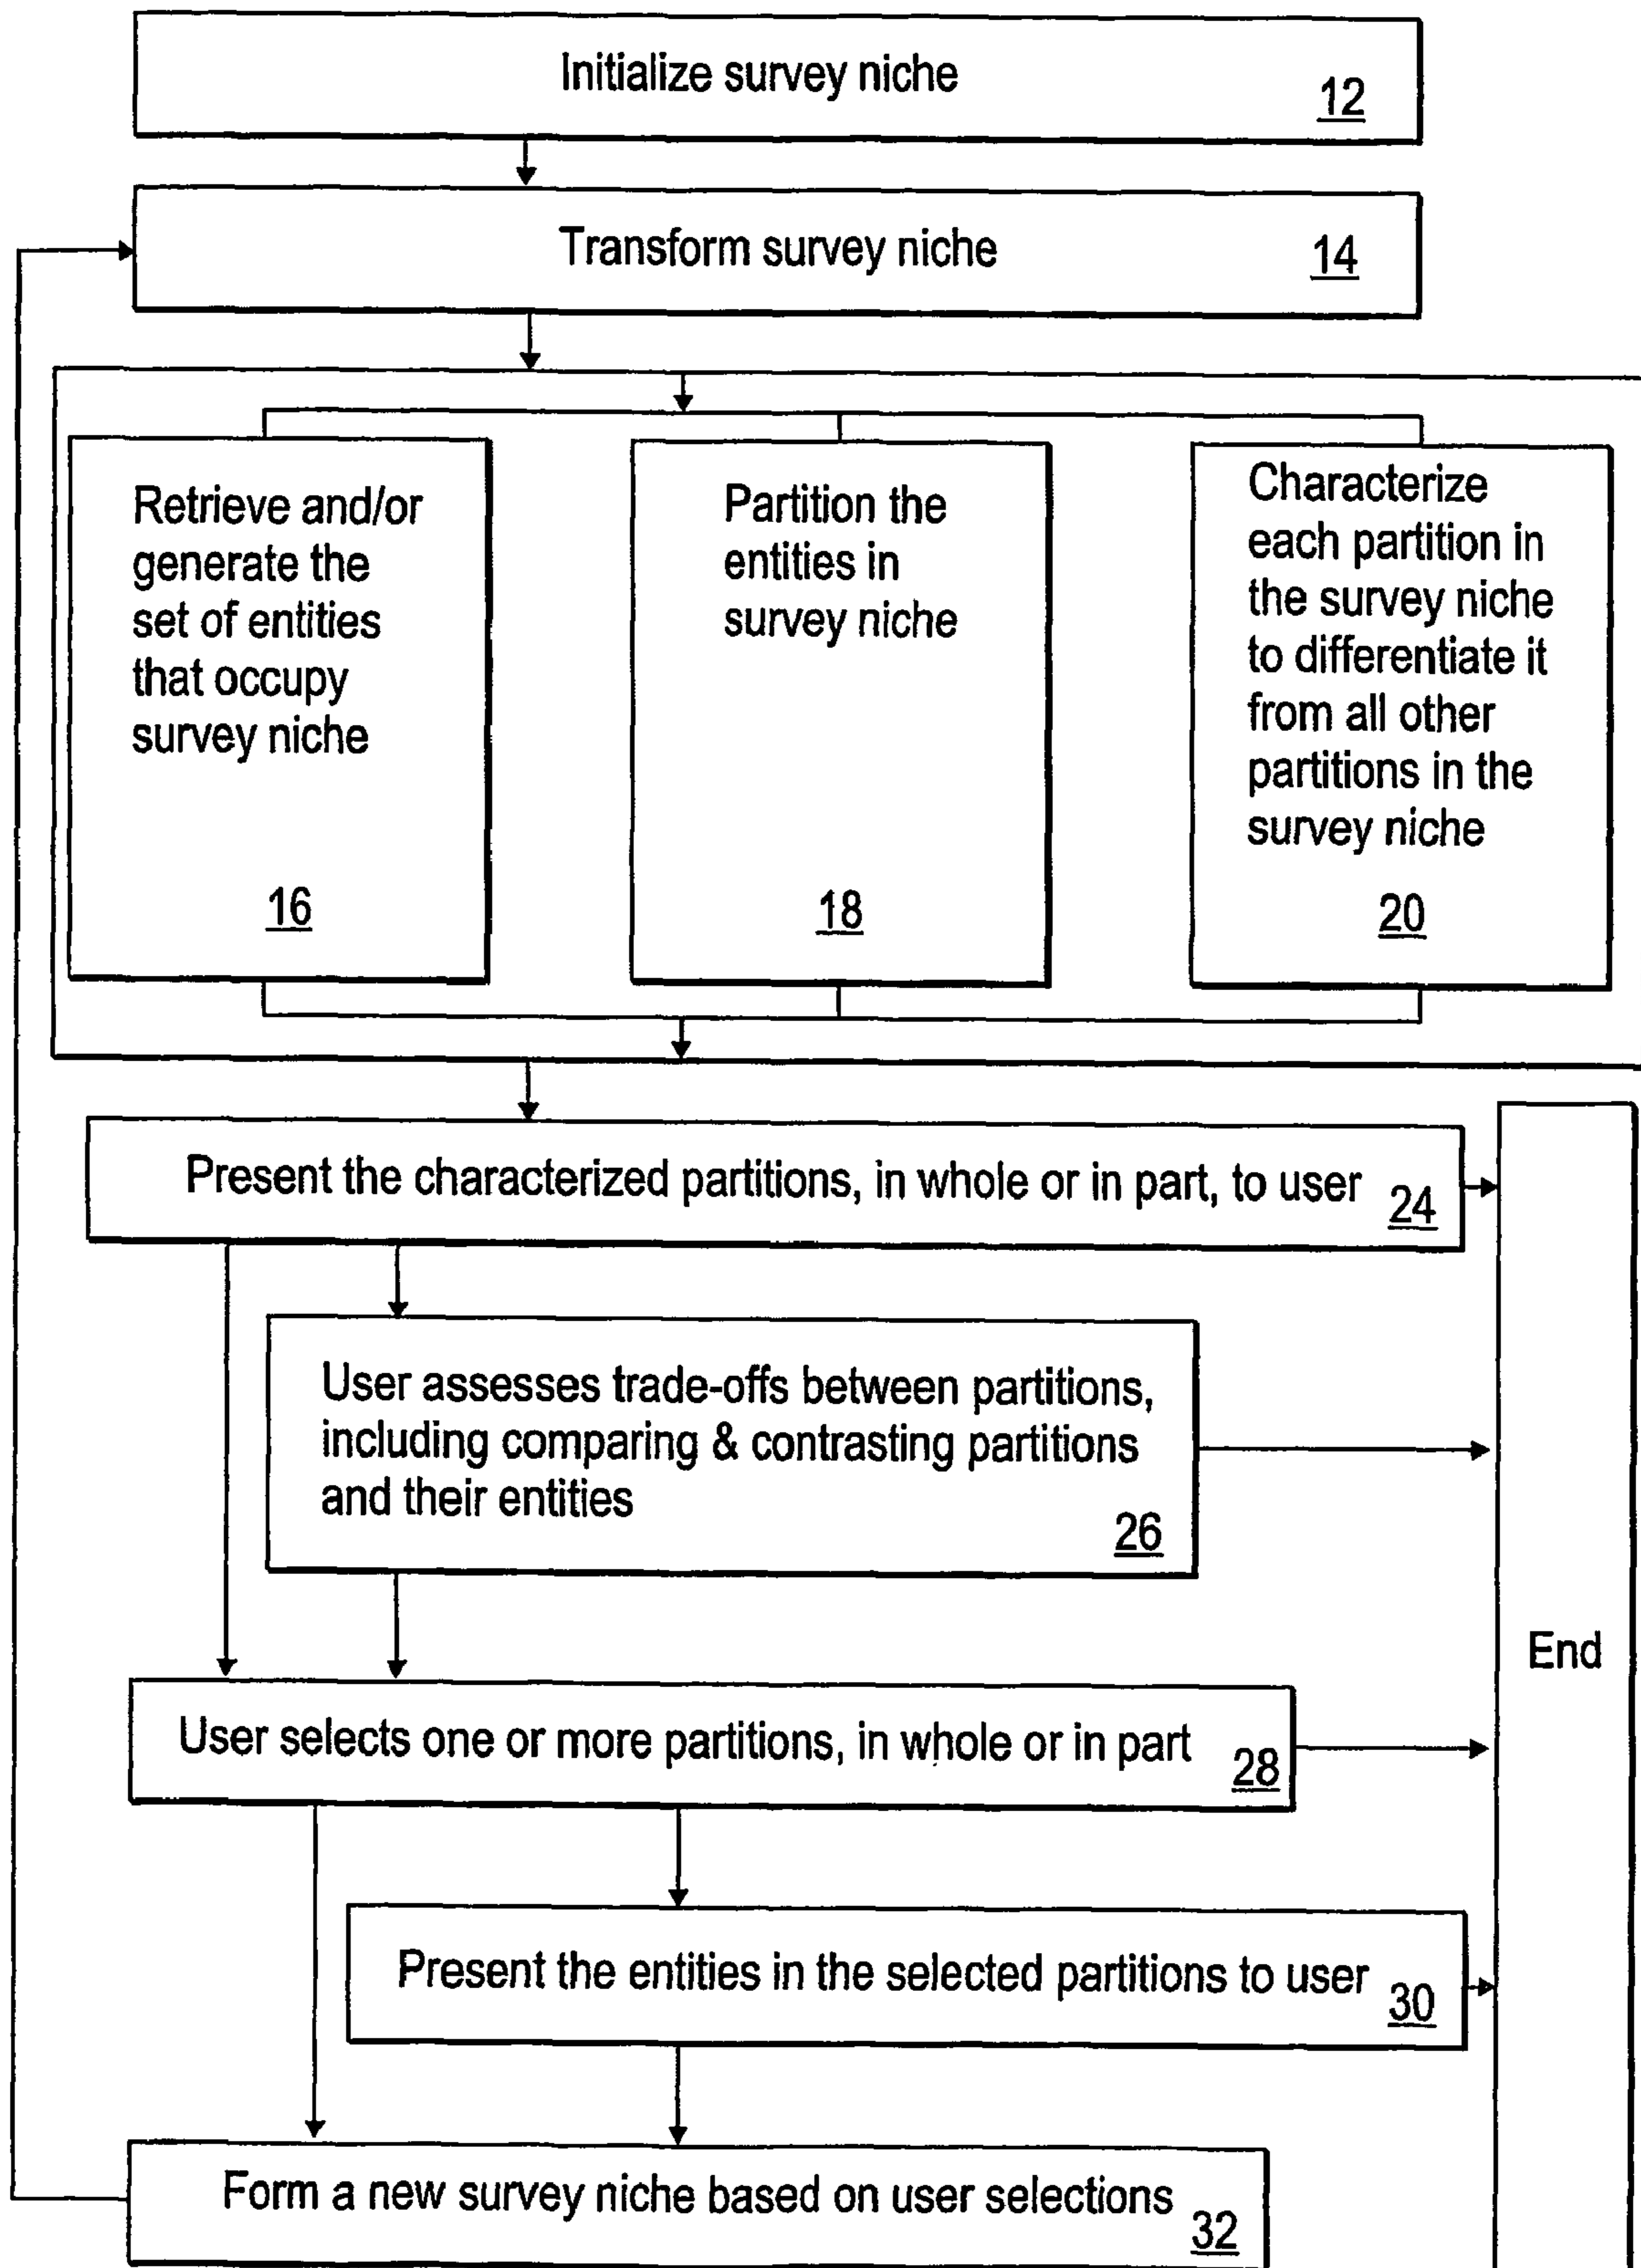 Initialize survey niche
12
Transform survey niche
14
Retrieve and/or
generate the
set of entities
that occupy
survey niche
16
Partition the
entities in
survey niche
18
Characterize
each partition in
the survey niche
to differentiate it
from all other
partitions in the
survey niche
20
Present the characterized partitions, in whole or in part, to user
24
User assesses trade-offs between partitions,
including comparing & contrasting partitions
and their entities
26
End
User selects one or more partitions, in whole or in part
28
Present the entities in the selected partitions to user
30
Form a new survey niche based on user selections
32